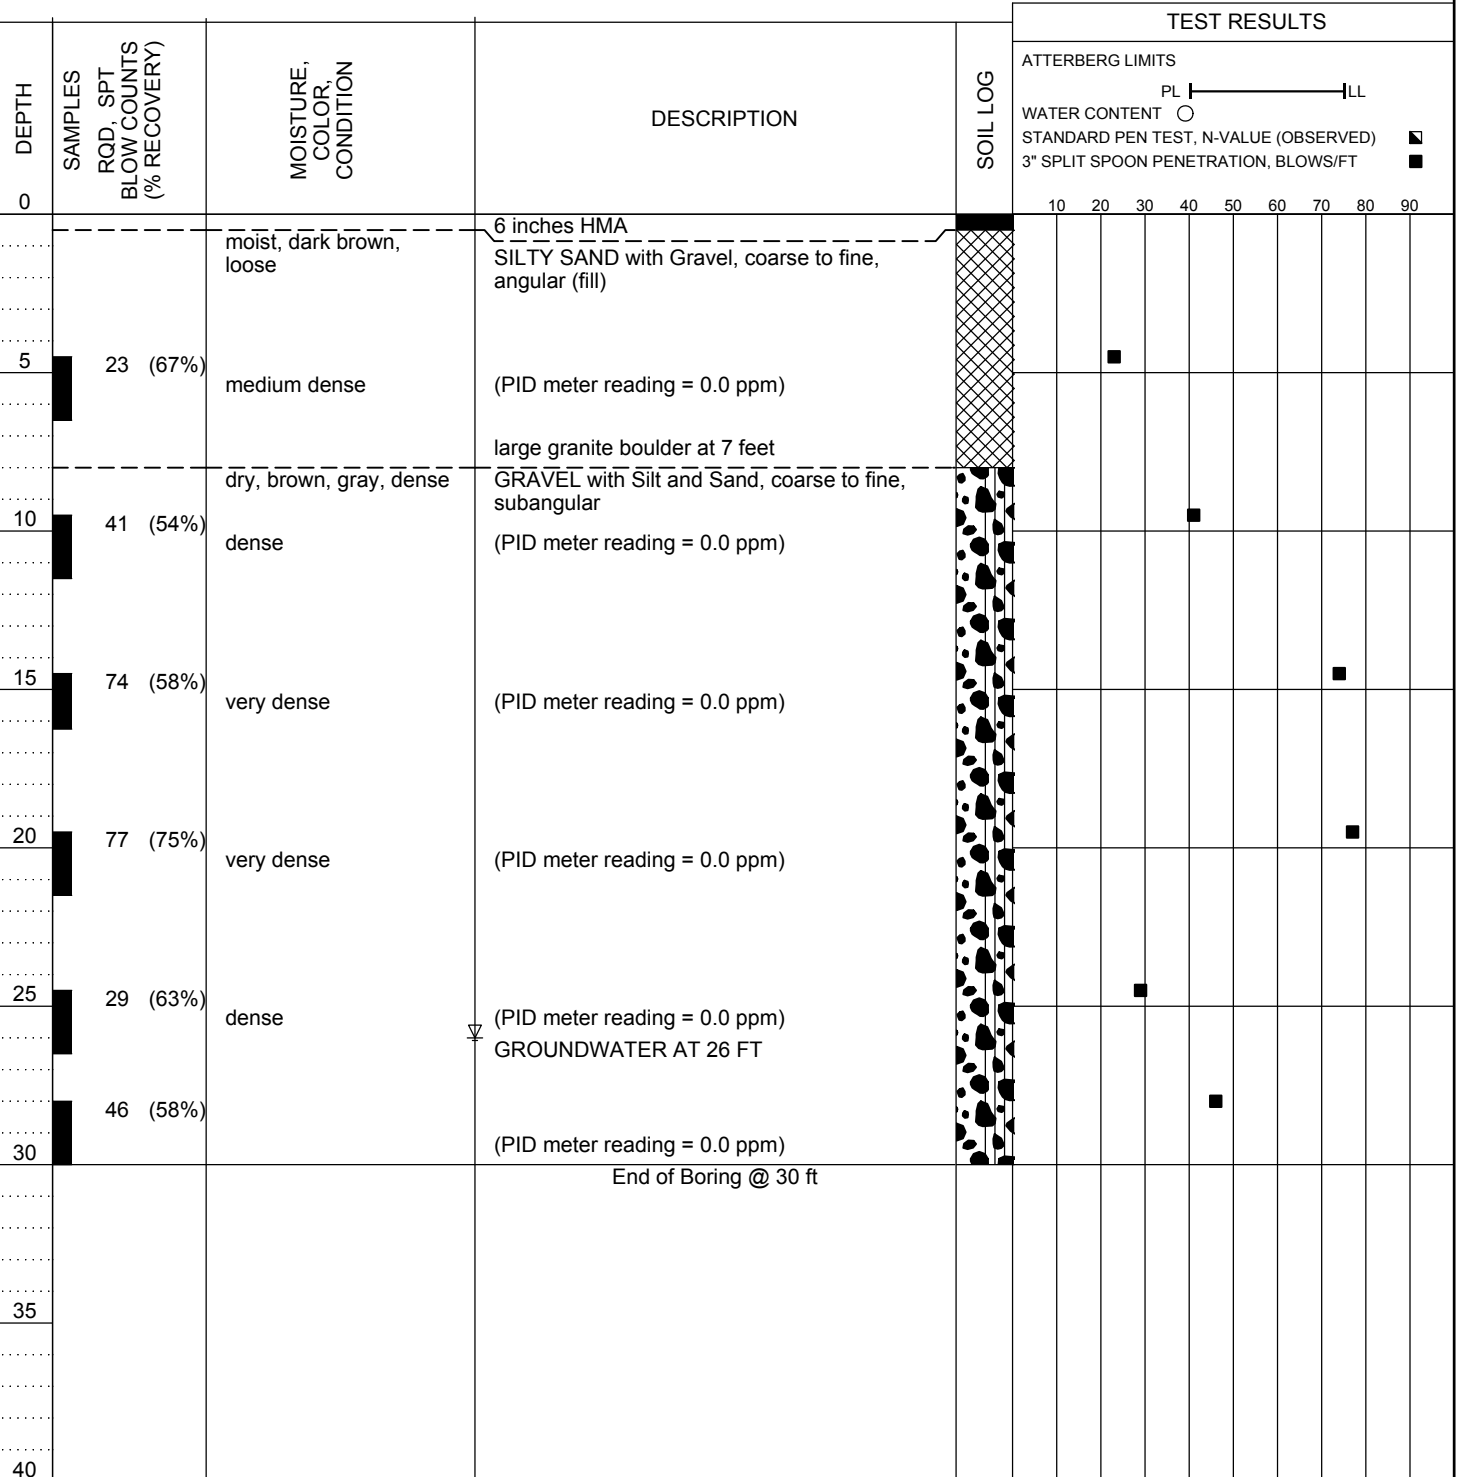 TEST RESULTS
DEPTH
SAMPLES
RQD, SPT
BLOW COUNTS
(% RECOVERY)
MOISTURE,
COLOR,
CONDITION
DESCRIPTION
SOIL LOG
ATTERBERG LIMITS
PL LL
WATER CONTENT
STANDARD PEN TEST, N-VALUE (OBSERVED)
3" SPLIT SPOON PENETRATION, BLOWS/FT
0
10 20 30 40 50 60 70 80 90
6 inches HMA
moist, dark brown,
loose
SILTY SAND with Gravel, coarse to fine,
angular (fill)
5 23 (67%)
medium dense (PID meter reading = 0.0 ppm)
large granite boulder at 7 feet
dry, brown, gray, dense
GRAVEL with Silt and Sand, coarse to fine,
subangular
10 41 (54%)
dense (PID meter reading = 0.0 ppm)
15 74 (58%)
very dense (PID meter reading = 0.0 ppm)
20 77 (75%)
very dense (PID meter reading = 0.0 ppm)
25 29 (63%)
dense (PID meter reading = 0.0 ppm)
GROUNDWATER AT 26 FT
46 (58%)
(PID meter reading = 0.0 ppm)
30
End of Boring @ 30 ft
35
40